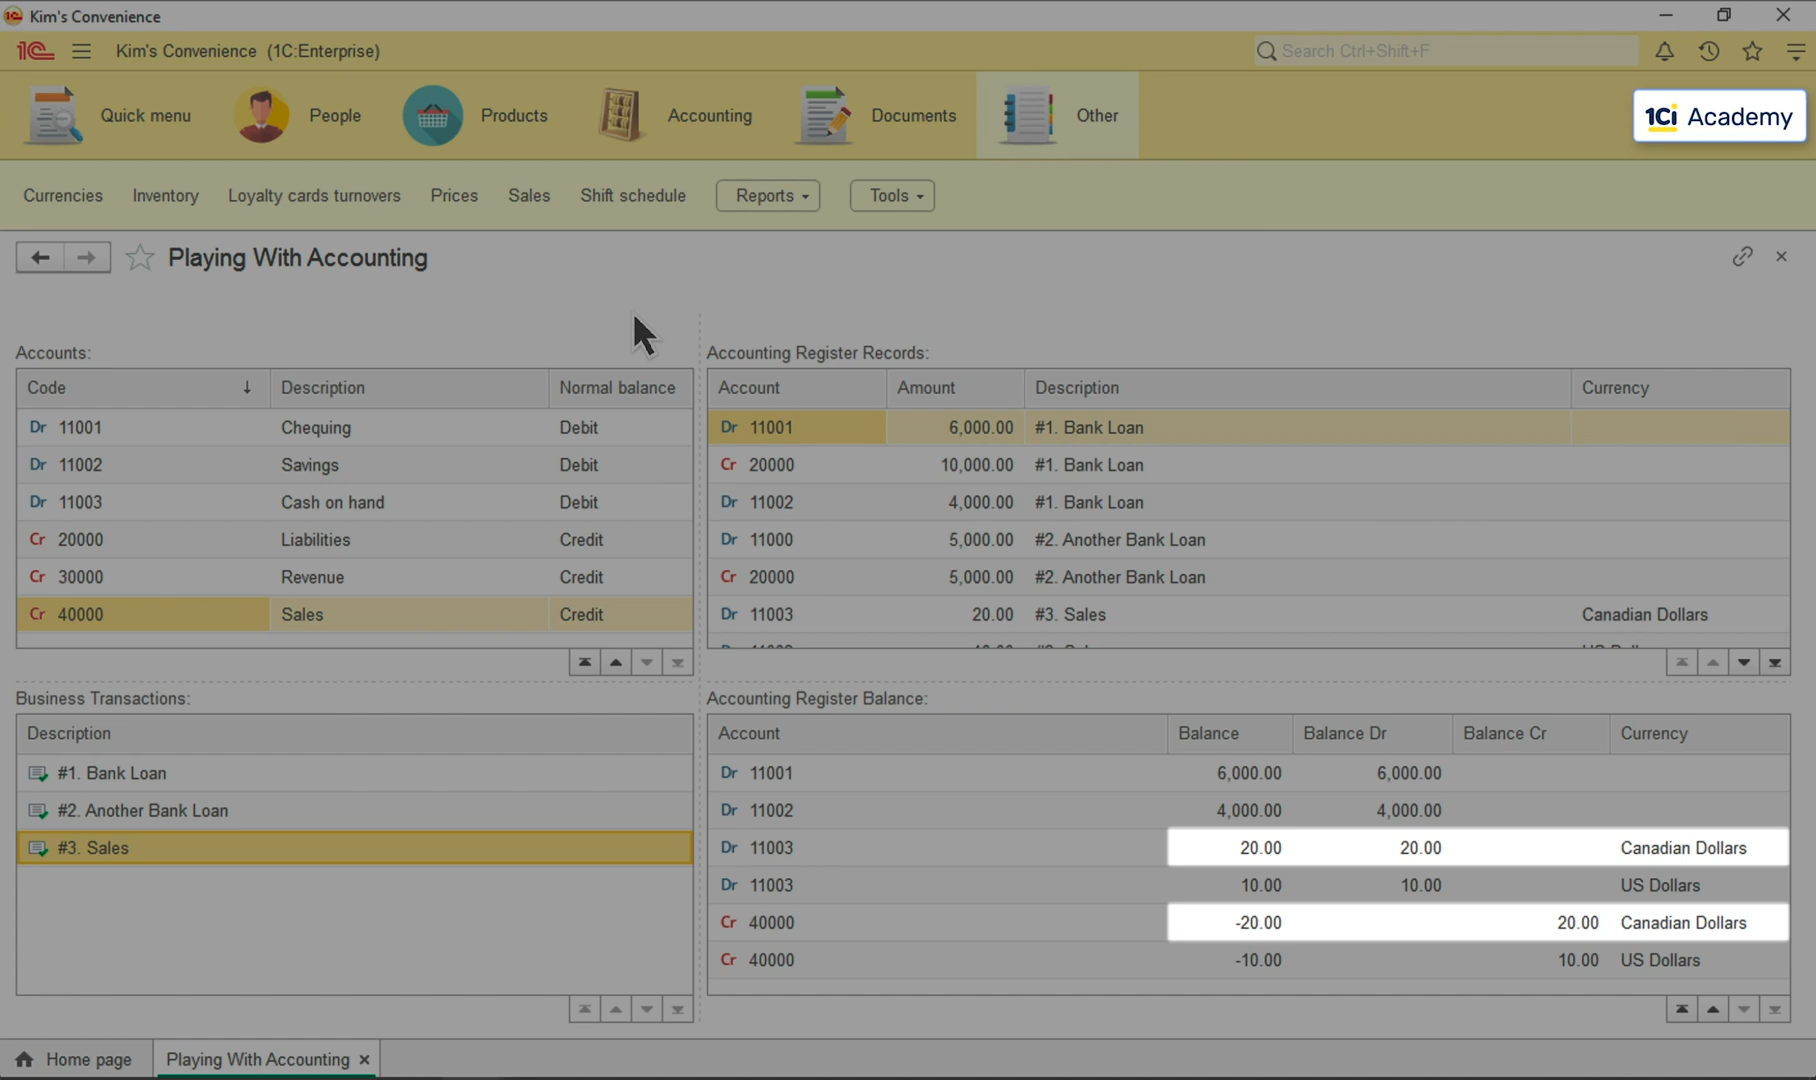 Kim's Convenience
Kim's Convenience (1C:Enterprise)
Search Ctrl+Shift+F
Quick menu People Products Accounting Documents Other
1Ci Academy
Currencies Inventory Loyalty cards turnovers Prices Sales Shift schedule Reports Tools
Playing With Accounting
Accounts:
Code Description Normal balance
Dr 11001 Chequing Debit
Dr 11002 Savings Debit
Dr 11003 Cash on hand Debit
Cr 20000 Liabilities Credit
Cr 30000 Revenue Credit
Cr 40000 Sales Credit
Accounting Register Records:
Account Amount Description Currency
Dr 11001 6,000.00 #1. Bank Loan
Cr 20000 10,000.00 #1. Bank Loan
Dr 11002 4,000.00 #1. Bank Loan
Dr 11000 5,000.00 #2. Another Bank Loan
Cr 20000 5,000.00 #2. Another Bank Loan
Dr 11003 20.00 #3. Sales Canadian Dollars
Business Transactions:
Description
#1. Bank Loan
#2. Another Bank Loan
#3. Sales
Accounting Register Balance:
Account Balance Balance Dr Balance Cr Currency
Dr 11001 6,000.00 6,000.00
Dr 11002 4,000.00 4,000.00
Dr 11003 20.00 20.00 Canadian Dollars
Dr 11003 10.00 10.00 US Dollars
Cr 40000 -20.00 20.00 Canadian Dollars
Cr 40000 -10.00 10.00 US Dollars
Home page Playing With Accounting